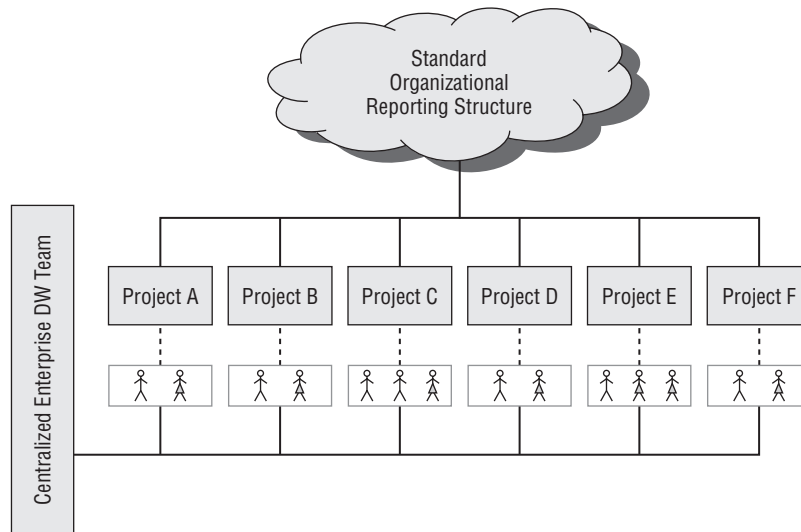 Standard
Organizational
Reporting Structure
Centralized Enterprise DW Team
Project A
Project B
Project C
Project D
Project E
Project F